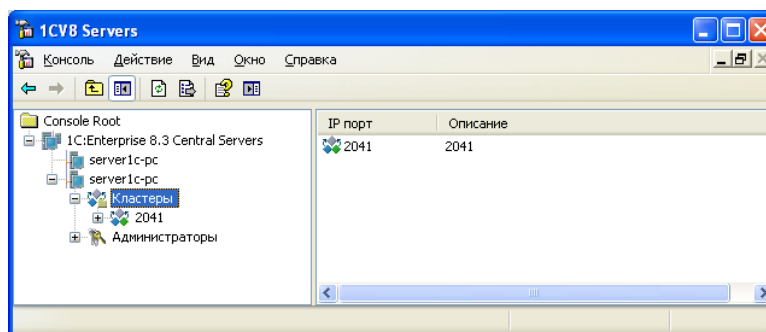 1CV8 Servers
Консоль Действие Вид Окно Справка
Console Root
1C:Enterprise 8.3 Central Servers
server1c-pc
server1c-pc
Кластеры
2041
Администраторы
IP порт Описание
2041 2041